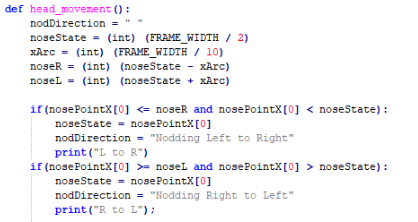 def head_movement():
    nodDirection = " "
    noseState = (int) (FRAME_WIDTH / 2)
    xArc = (int) (FRAME_WIDTH / 10)
    noseR = (int) (noseState - xArc)
    noseL = (int) (noseState + xArc)

    if(nosePointX[0] <= noseR and nosePointX[0] < noseState):
        noseState = nosePointX[0]
        nodDirection = "Nodding Left to Right"
        print("L to R")
    if(nosePointX[0] >= noseL and nosePointX[0] > noseState):
        noseState = nosePointX[0]
        nodDirection = "Nodding Right to Left"
        print("R to L");